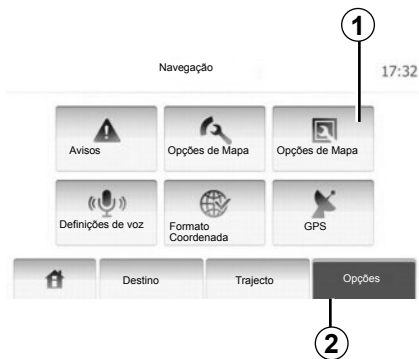 1
Navegação 17:32
Avisos
Opções de Mapa
Opções de Mapa
Definições de voz
Formato
Coordenada
GPS
Destino
Trajecto
Opções
2